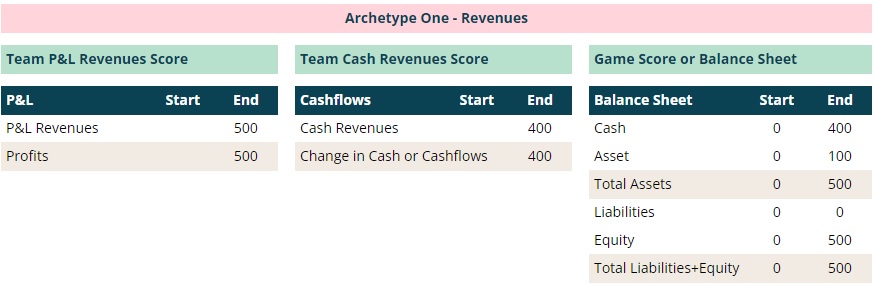 Archetype One - Revenues
Team P&L Revenues Score
P&L Start End
P&L Revenues 500
Profits 500
Team Cash Revenues Score
Cashflows Start End
Cash Revenues 400
Change in Cash or Cashflows 400
Game Score or Balance Sheet
Balance Sheet Start End
Cash 0 400
Asset 0 100
Total Assets 0 500
Liabilities 0 0
Equity 0 500
Total Liabilities+Equity 0 500